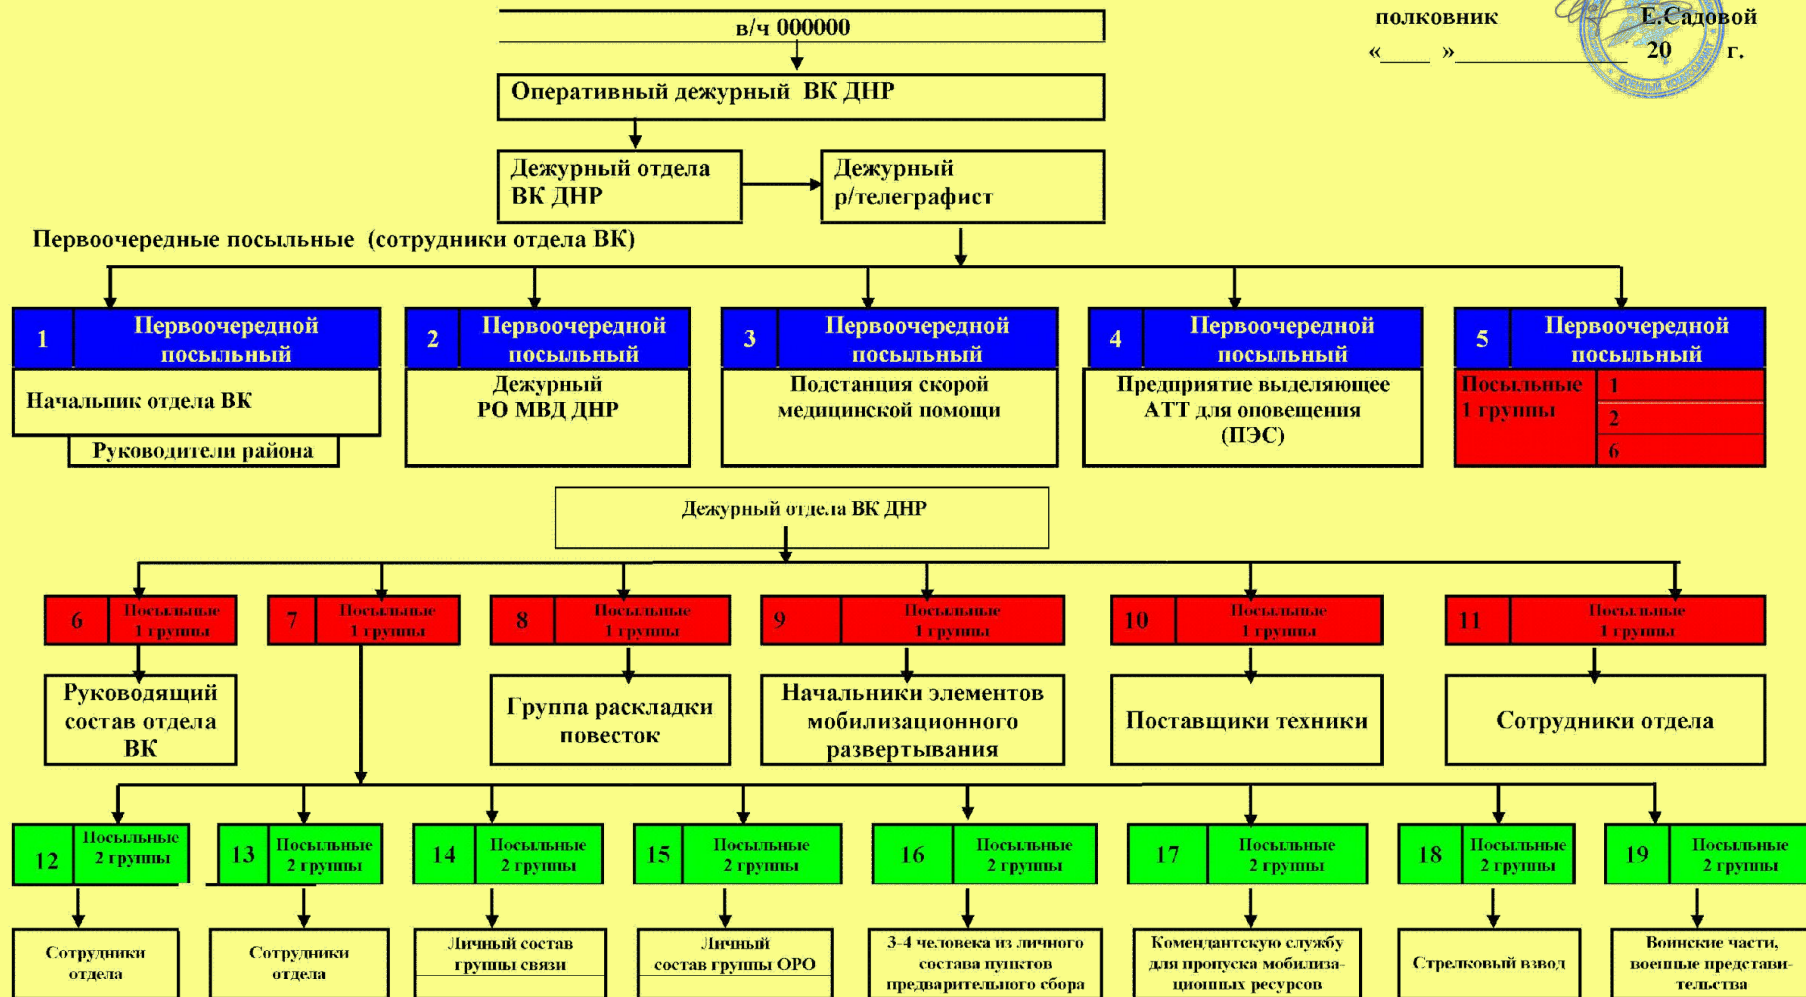 полковник
Е.Садовой
«____ »________________ 20 г.
ВОЕННЫЙ КОМИССАРИАТ
в/ч 000000
Оперативный дежурный ВК ДНР
Дежурный отдела
ВК ДНР
Дежурный
р/телеграфист
Первоочередные посыльные (сотрудники отдела ВК)
1
Первоочередной
посыльный
Начальник отдела ВК
Руководители района
2
Первоочередной
посыльный
Дежурный
РО МВД ДНР
3
Первоочередной
посыльный
Подстанция скорой
медицинской помощи
4
Первоочередной
посыльный
Предприятие выделяющее
АТТ для оповещения
(ПЭС)
5
Первоочередной
посыльный
Посыльные
1 группы
1
2
6
Дежурный отдела ВК ДНР
6
Посыльные
1 группы
7
Посыльные
1 группы
8
Посыльные
1 группы
9
Посыльные
1 группы
10
Посыльные
1 группы
11
Посыльные
1 группы
Руководящий
состав отдела
ВК
Группа раскладки
повесток
Начальники элементов
мобилизационного
развертывания
Поставщики техники
Сотрудники отдела
12
Посыльные
2 группы
13
Посыльные
2 группы
14
Посыльные
2 группы
15
Посыльные
2 группы
16
Посыльные
2 группы
17
Посыльные
2 группы
18
Посыльные
2 группы
19
Посыльные
2 группы
Сотрудники
отдела
Сотрудники
отдела
Личный состав
группы связи
Личный
состав группы ОРО
3-4 человека из личного
состава пунктов
предварительного сбора
Комендантскую службу
для пропуска мобилиза-
ционных ресурсов
Стрелковый взвод
Воинские части,
военные представи-
тельства